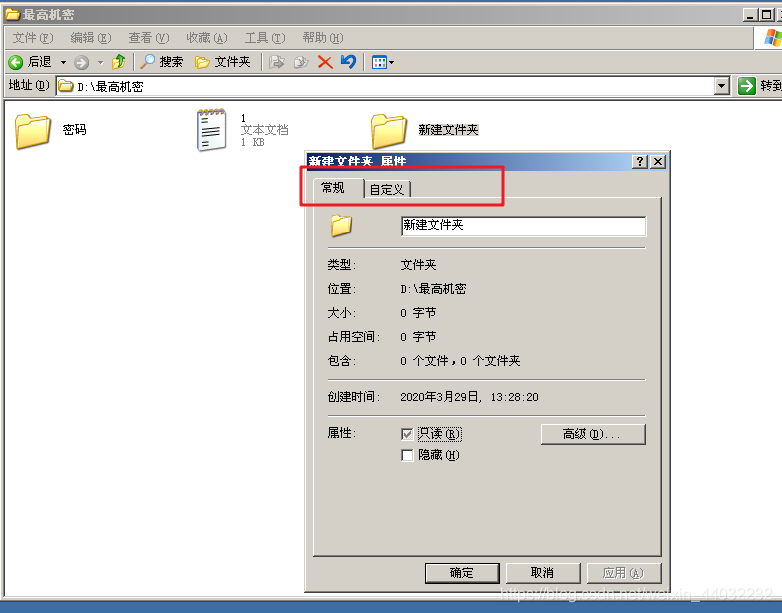 最高机密
文件(F) 编辑(E) 查看(V) 收藏(A) 工具(T) 帮助(H)
后退 搜索 文件夹
地址(D) D:\最高机密 转到
密码
1
文本文档
1 KB
新建文件夹
新建文件夹 属性
常规 自定义
新建文件夹
类型: 文件夹
位置: D:\最高机密
大小: 0 字节
占用空间: 0 字节
包含: 0 个文件，0 个文件夹
创建时间: 2020年3月29日, 13:28:20
属性: 只读(R) 高级(D)...
隐藏(H)
确定 取消 应用(A)
https://blog.csdn.net/weixin_44032232